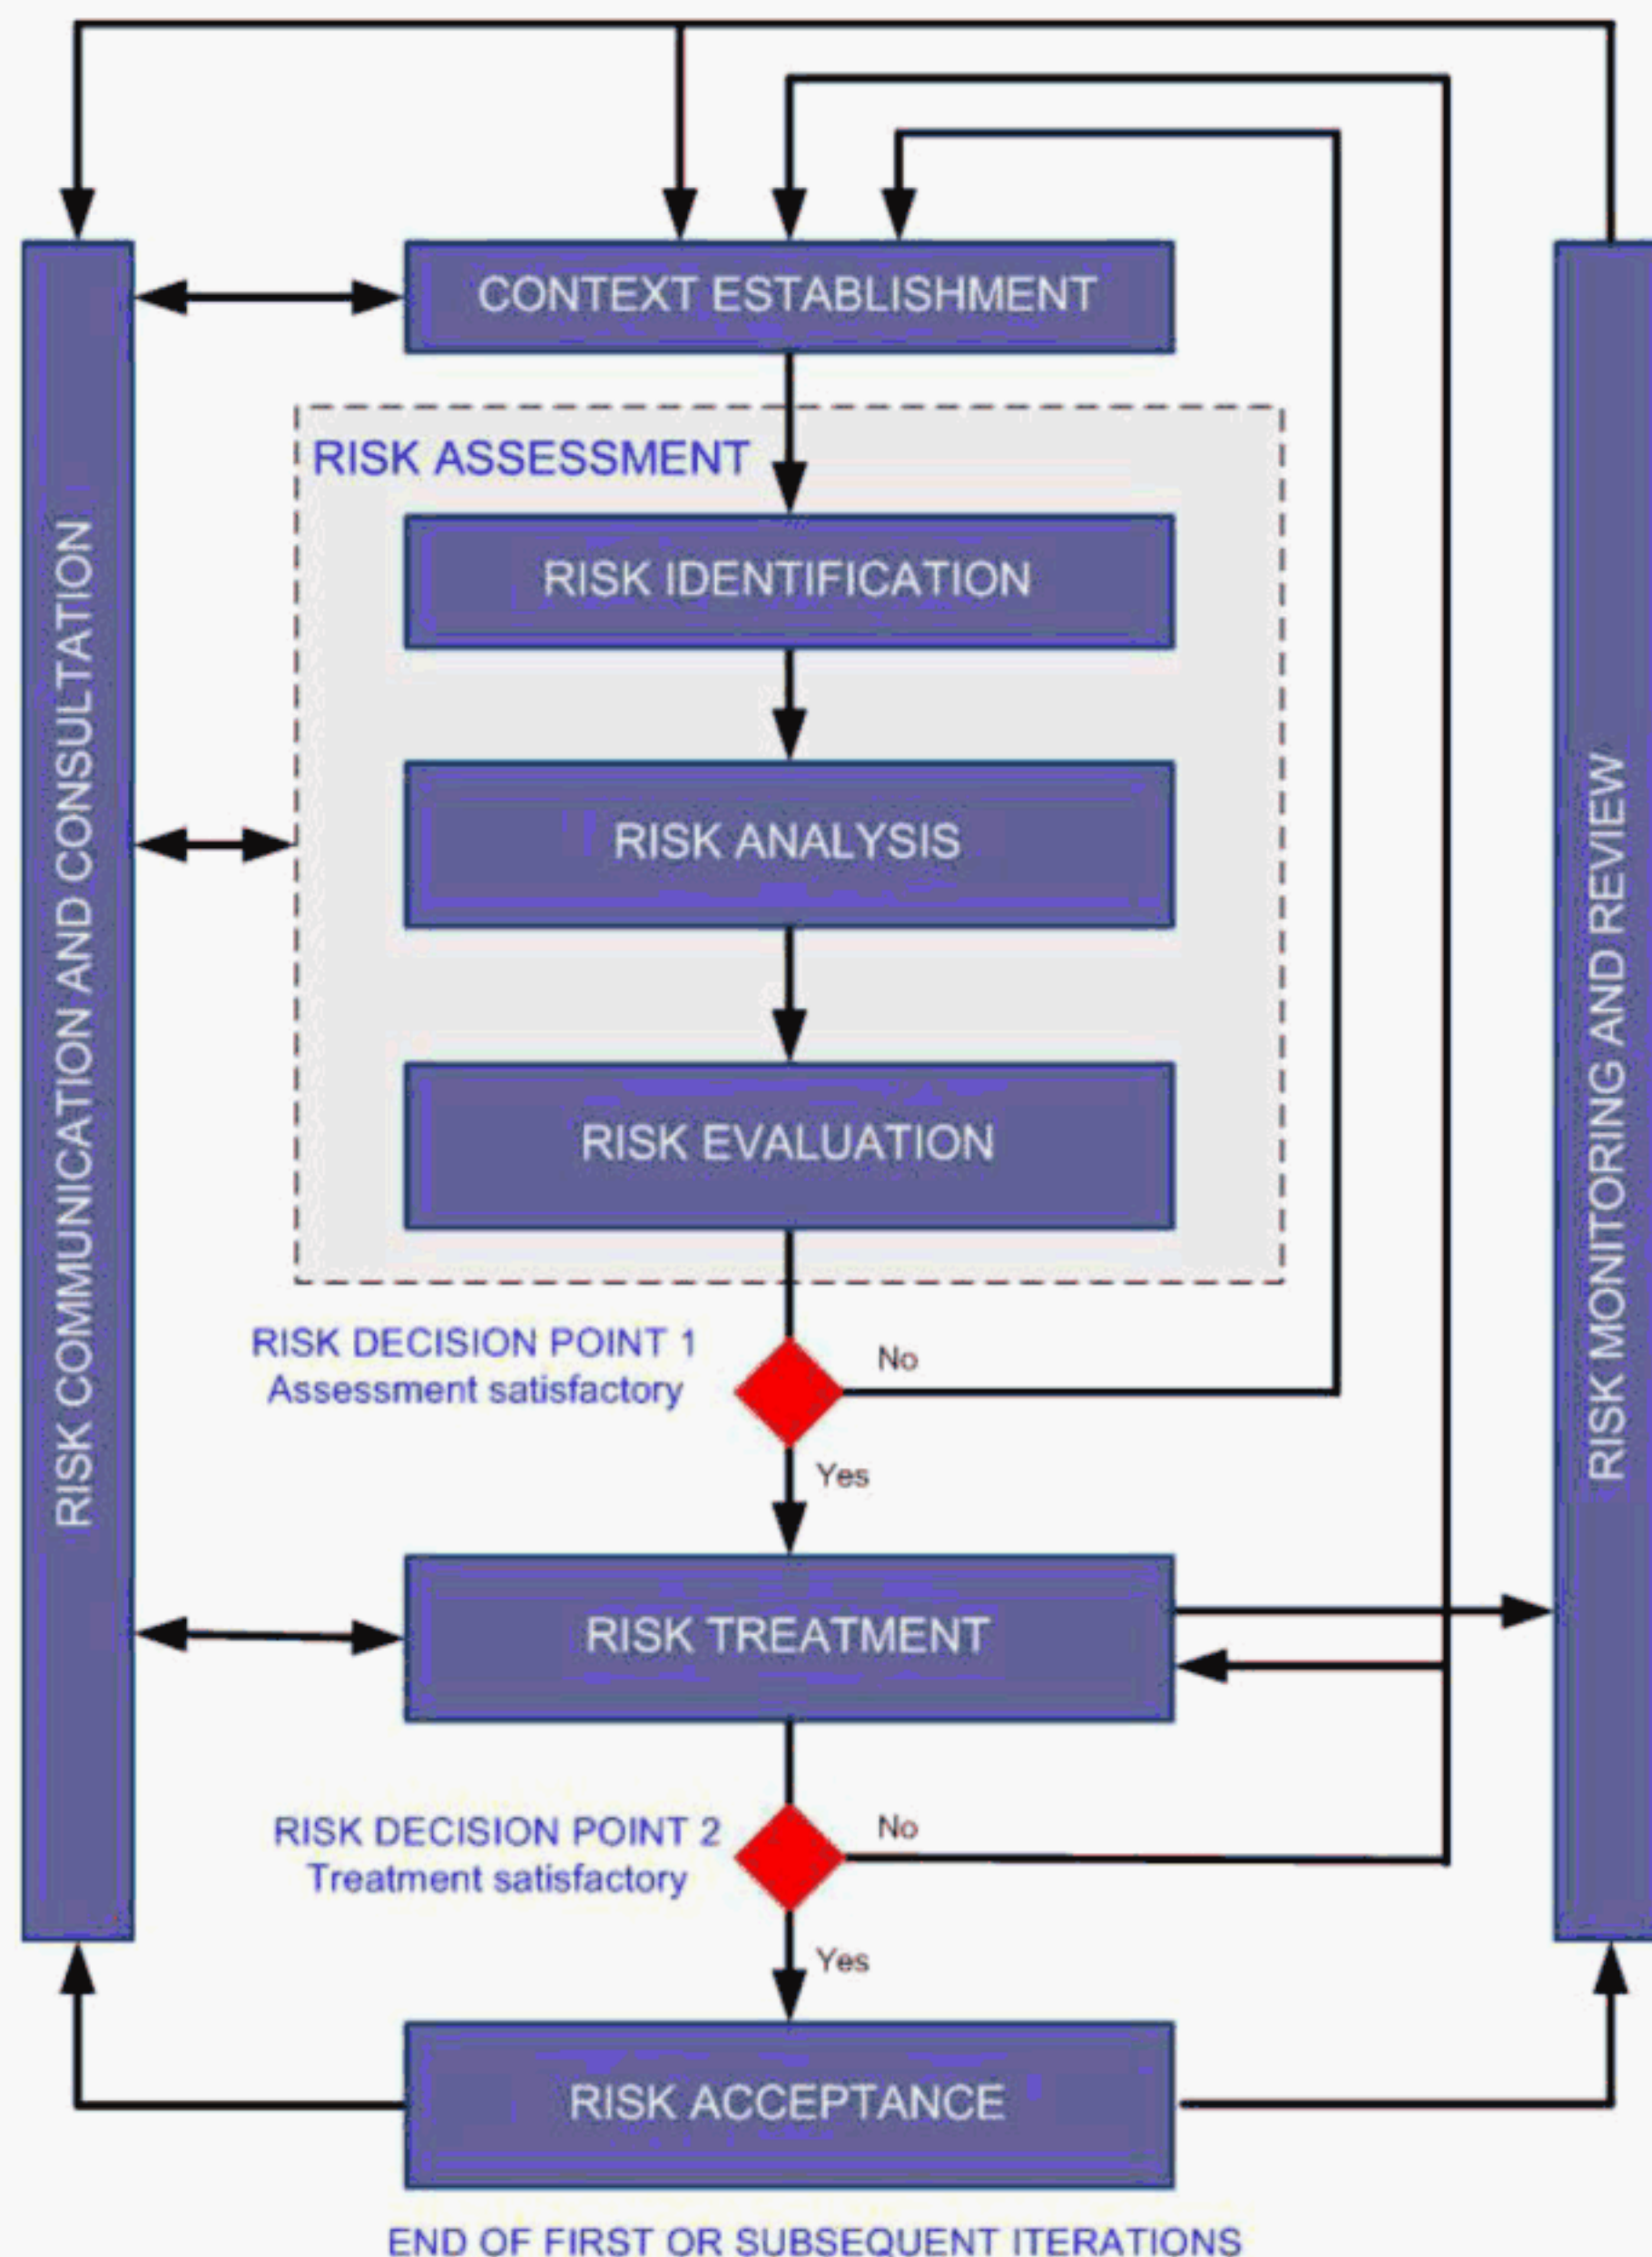 CONTEXT ESTABLISHMENT
RISK ASSESSMENT
RISK IDENTIFICATION
RISK ANALYSIS
RISK EVALUATION
RISK COMMUNICATION AND CONSULTATION
RISK MONITORING AND REVIEW
RISK DECISION POINT 1
Assessment satisfactory
No
Yes
RISK TREATMENT
RISK DECISION POINT 2
Treatment satisfactory
No
Yes
RISK ACCEPTANCE
END OF FIRST OR SUBSEQUENT ITERATIONS